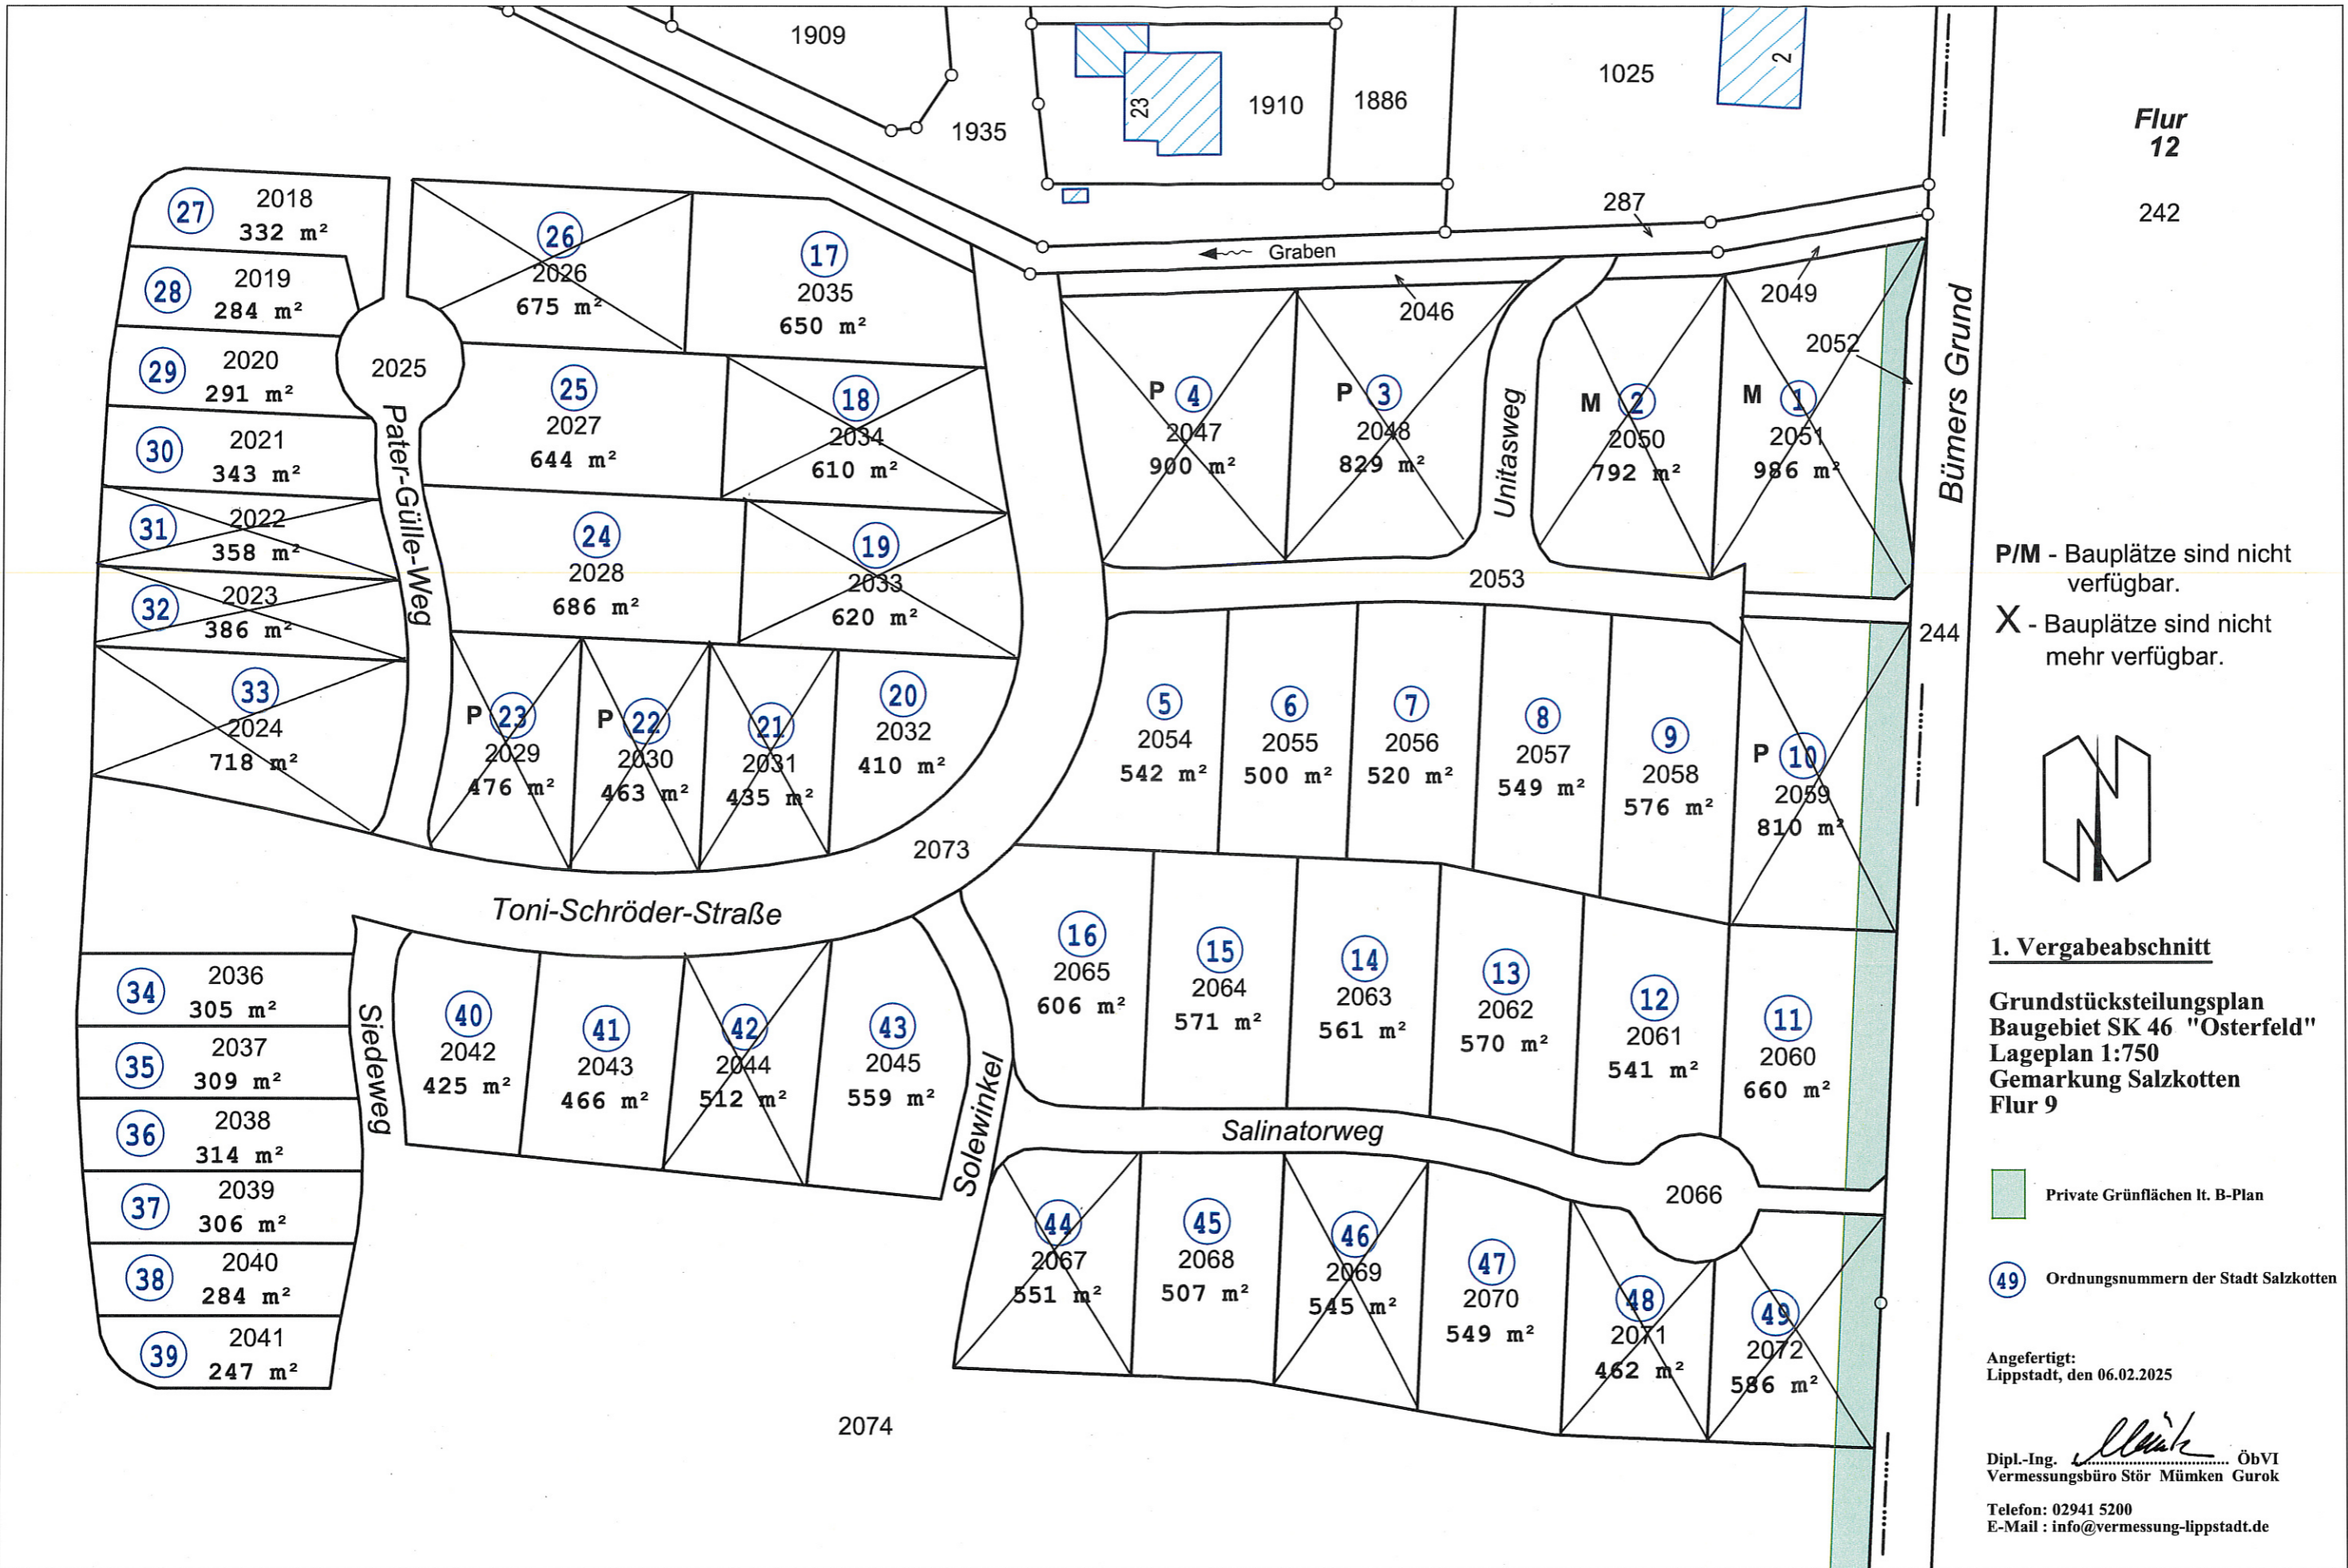 1909
1935
23
1910
1886
1025
2
Flur
12
242
287
Graben
2046
2049
2052
Bümers Grund
27
2018
332 m²
28
2019
284 m²
29
2020
291 m²
30
2021
343 m²
31
2022
358 m²
32
2023
386 m²
33
2024
718 m²
2025
Pater-Gülle-Weg
26
2026
675 m²
17
2035
650 m²
25
2027
644 m²
18
2034
610 m²
24
2028
686 m²
19
2033
620 m²
P 23
2029
476 m²
P 22
2030
463 m²
21
2031
435 m²
20
2032
410 m²
P 4
2047
900 m²
P 3
2048
829 m²
Unitasweg
M 2
2050
792 m²
M 1
2051
986 m²
2053
244
5
2054
542 m²
6
2055
500 m²
7
2056
520 m²
8
2057
549 m²
9
2058
576 m²
P 10
2059
810 m²
2073
Toni-Schröder-Straße
16
2065
606 m²
15
2064
571 m²
14
2063
561 m²
13
2062
570 m²
12
2061
541 m²
11
2060
660 m²
34
2036
305 m²
35
2037
309 m²
36
2038
314 m²
37
2039
306 m²
38
2040
284 m²
39
2041
247 m²
Siedeweg
40
2042
425 m²
41
2043
466 m²
42
2044
512 m²
43
2045
559 m²
Solewinkel
Salinatorweg
2066
44
2067
551 m²
45
2068
507 m²
46
2069
545 m²
47
2070
549 m²
48
2071
462 m²
49
2072
586 m²
2074
P/M - Bauplätze sind nicht
verfügbar.
X - Bauplätze sind nicht
mehr verfügbar.
N
1. Vergabeabschnitt
Grundstücksteilungsplan
Baugebiet SK 46 "Osterfeld"
Lageplan 1:750
Gemarkung Salzkotten
Flur 9
Private Grünflächen lt. B-Plan
49 Ordnungsnummern der Stadt Salzkotten
Angefertigt:
Lippstadt, den 06.02.2025
Dipl.-Ing. ÖbVI
Vermessungsbüro Stör Mümken Gurok
Telefon: 02941 5200
E-Mail : info@vermessung-lippstadt.de